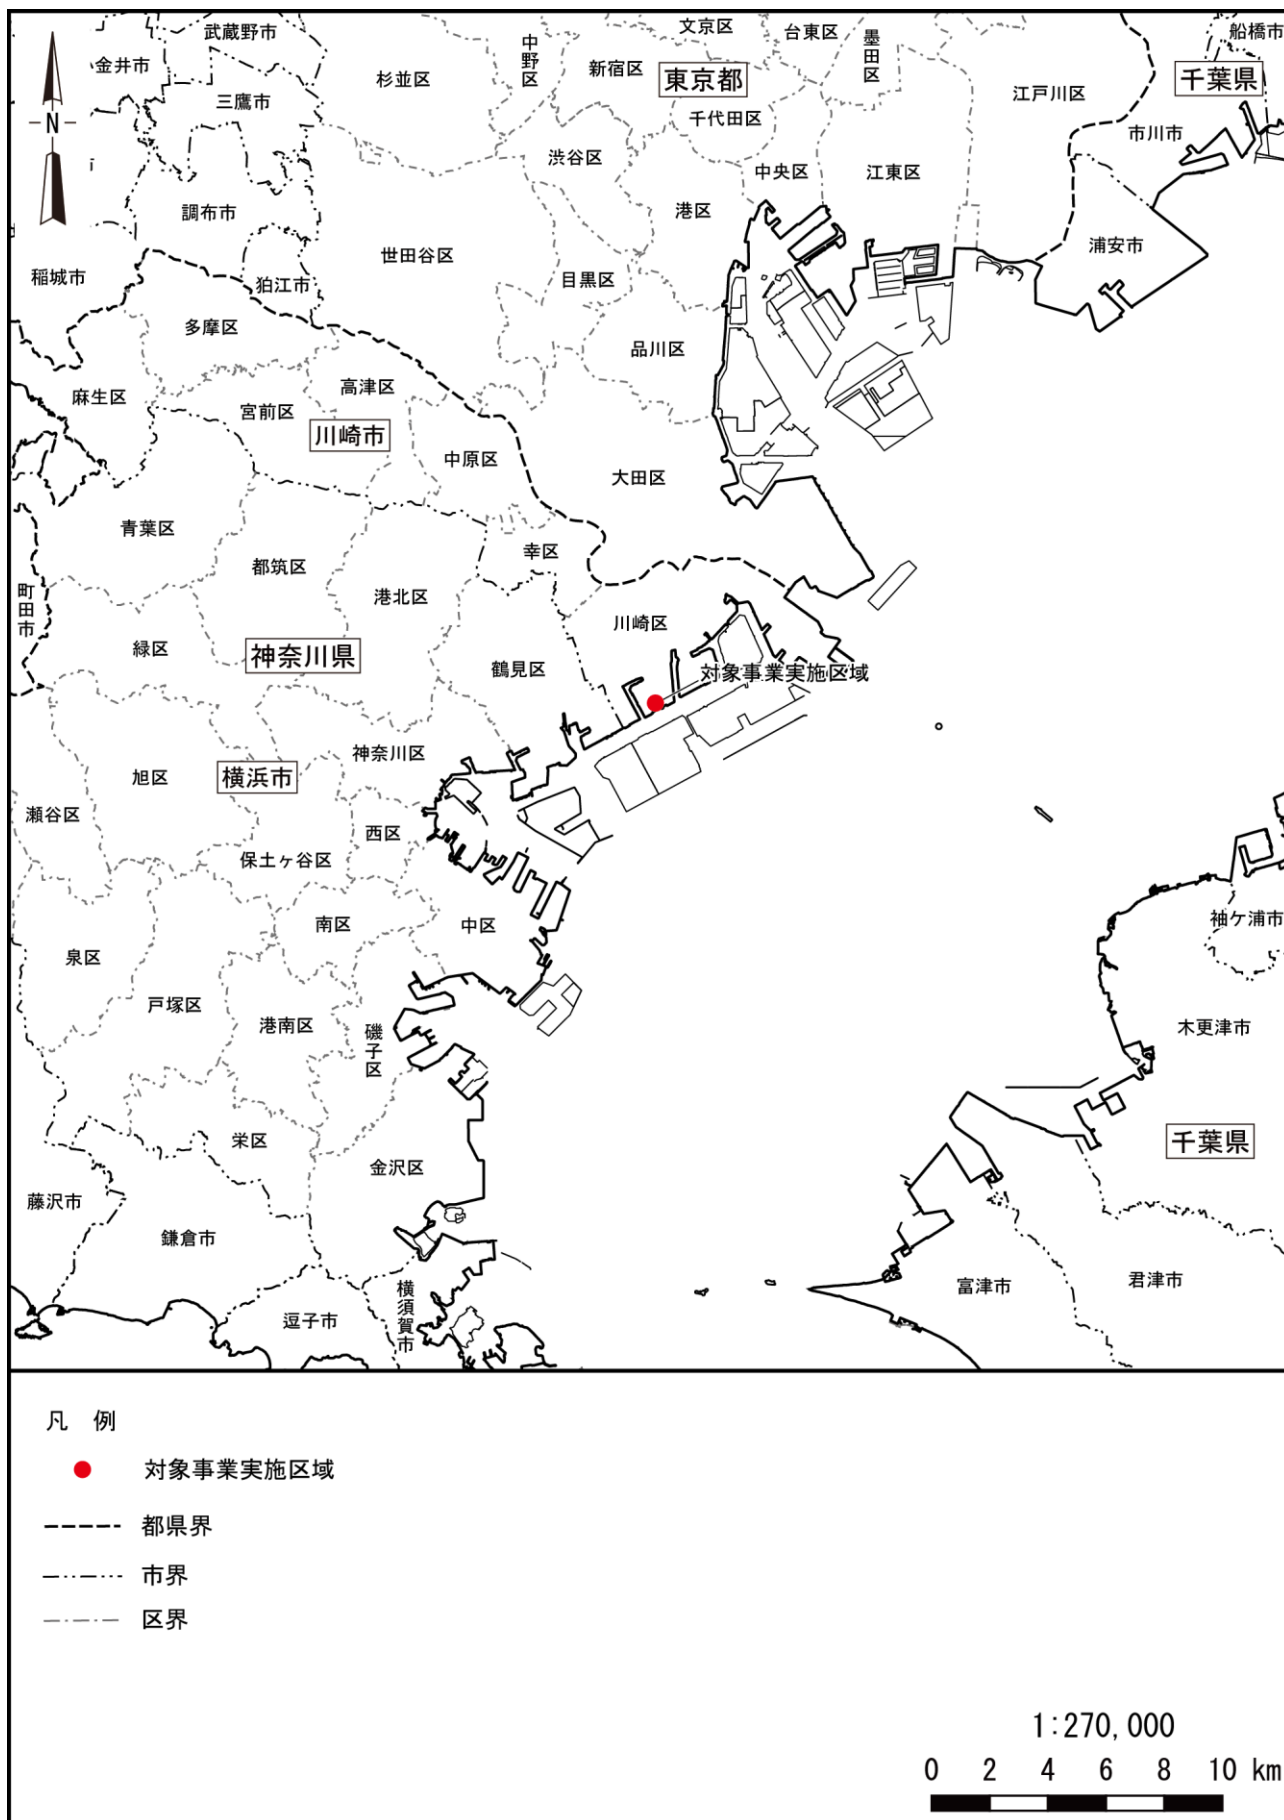 武蔵野市
中野区
文京区
台東区
墨田区
船橋市
金井市
杉並区
新宿区
東京都
千葉県
三鷹市
江戸川区
N
千代田区
市川市
渋谷区
中央区
江東区
市
調布市
港区
世田谷区
浦安市
稲城市
狛江市
目黒区
多摩区
品川区
麻生区
高津区
宮前区
川崎市
中原区
大田区
青葉区
幸区
都筑区
町田市
港北区
川崎区
緑区
神奈川県
鶴見区
対象事業実施区域
神奈川区
旭区
横浜市
瀬谷区
西区
保土ヶ谷区
南区
中区
袖ケ浦市
泉区
戸塚区
港南区
磯子区
木更津市
栄区
千葉県
金沢区
藤沢市
鎌倉市
横須賀市
富津市
君津市
逗子市
凡 例
対象事業実施区域
都県界
市界
区界
1:270,000
0 2 4 6 8 10 km